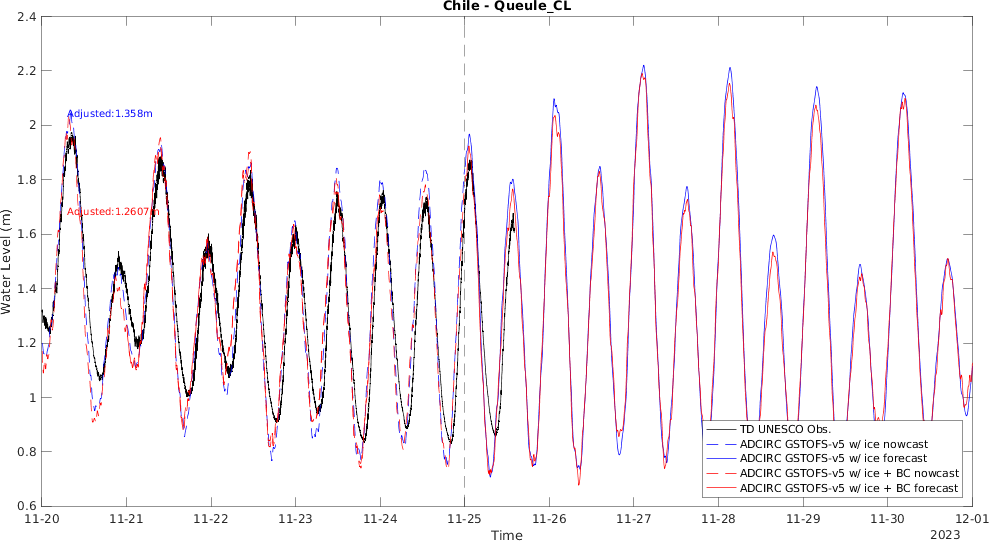 Chile - Queule_CL
2.4
2.2
2
1.8
1.6
1.4
1.2
1
0.8
0.6
Water Level (m)
Adjusted:1.358m
Adjusted:1.2607m
TD UNESCO Obs.
ADCIRC GSTOFS-v5 w/ ice nowcast
ADCIRC GSTOFS-v5 w/ ice forecast
ADCIRC GSTOFS-v5 w/ ice + BC nowcast
ADCIRC GSTOFS-v5 w/ ice + BC forecast
11-20 11-21 11-22 11-23 11-24 11-25 11-26 11-27 11-28 11-29 11-30 12-01
Time
2023